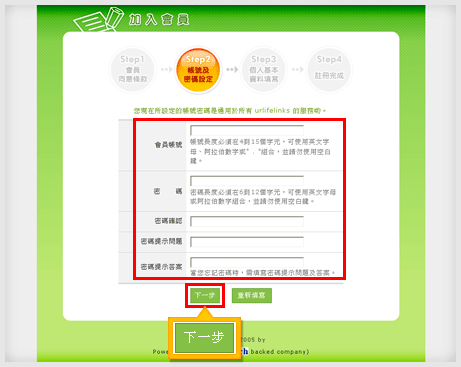 加入會員
Step1
會員
同意條款
Step2
帳號及
密碼設定
Step3
個人基本
資料填寫
Step4
註冊完成
您現在所設定的帳號密碼是通用於所有 urlifelinks 的服務喲。
會員帳號
帳號長度必須在4到15個字元，可使用英文字
母、阿拉伯數字或"."組合，並請勿使用空白
鍵。
密 碼
密碼長度必須在6到12個字元，可使用英文字母
或阿拉伯數字組合，並請勿使用空白鍵。
密碼確認
密碼提示問題
密碼提示答案
當您忘記密碼時，需填寫密碼提示問題及答案。
下一步
重新填寫
下一步
2005 by
Powe
backed company)